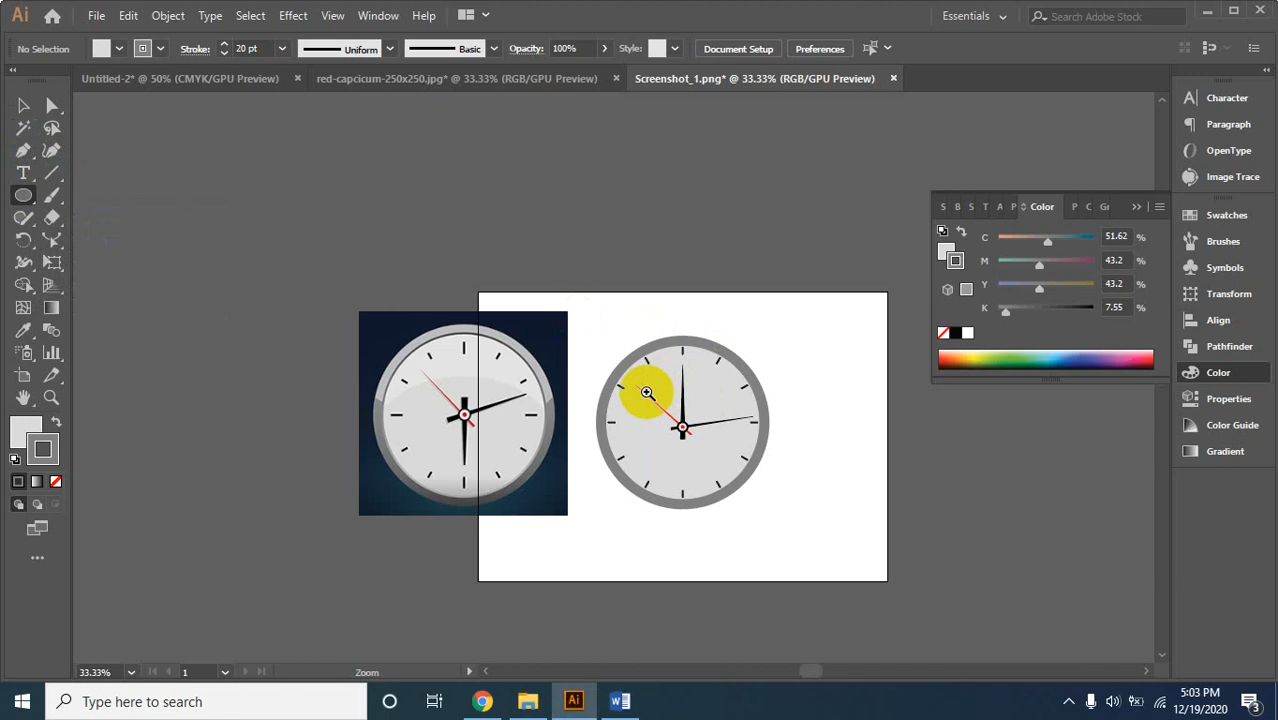 Ai File Edit Object Type Select Effect View Window Help Essentials Search Adobe Stock
No Selection Stroke: 20 pt Uniform Basic Opacity: 100% Style: Document Setup Preferences
Untitled-2* @ 50% (CMYK/GPU Preview) × red-capcicum-250x250.jpg* @ 33.33% (RGB/GPU Preview) × Screenshot_1.png* @ 33.33% (RGB/GPU Preview) ×
Character
Paragraph
OpenType
Image Trace
Swatches
Brushes
Symbols
Transform
Align
Pathfinder
Color
Properties
Color Guide
Gradient
S B S T A P Color P C Gr
C 51.62 %
M 43.2 %
Y 43.2 %
K 7.55 %
33.33% 1 Zoom
Type here to search
Ai
W
5:03 PM
12/19/2020
3